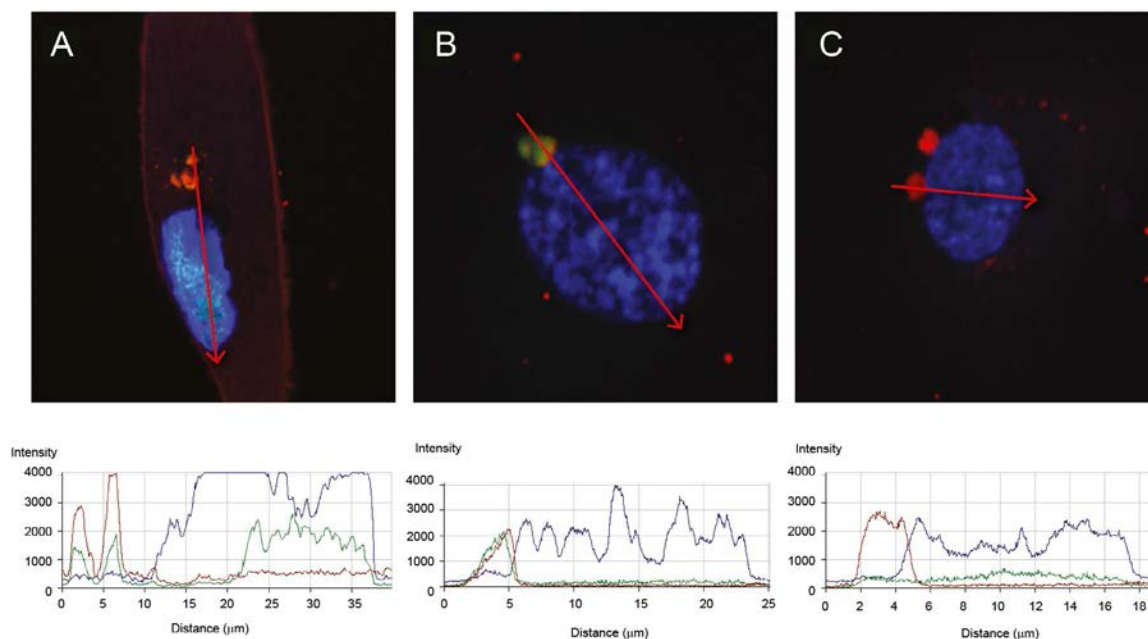 A B C
Intensity Intensity Intensity
4000 4000 4000
3000 3000 3000
2000 2000 2000
1000 1000 1000
0 0 0
0 5 10 15 20 25 30 35 0 5 10 15 20 25 0 2 4 6 8 10 12 14 16 18
Distance (μm) Distance (μm) Distance (μm)